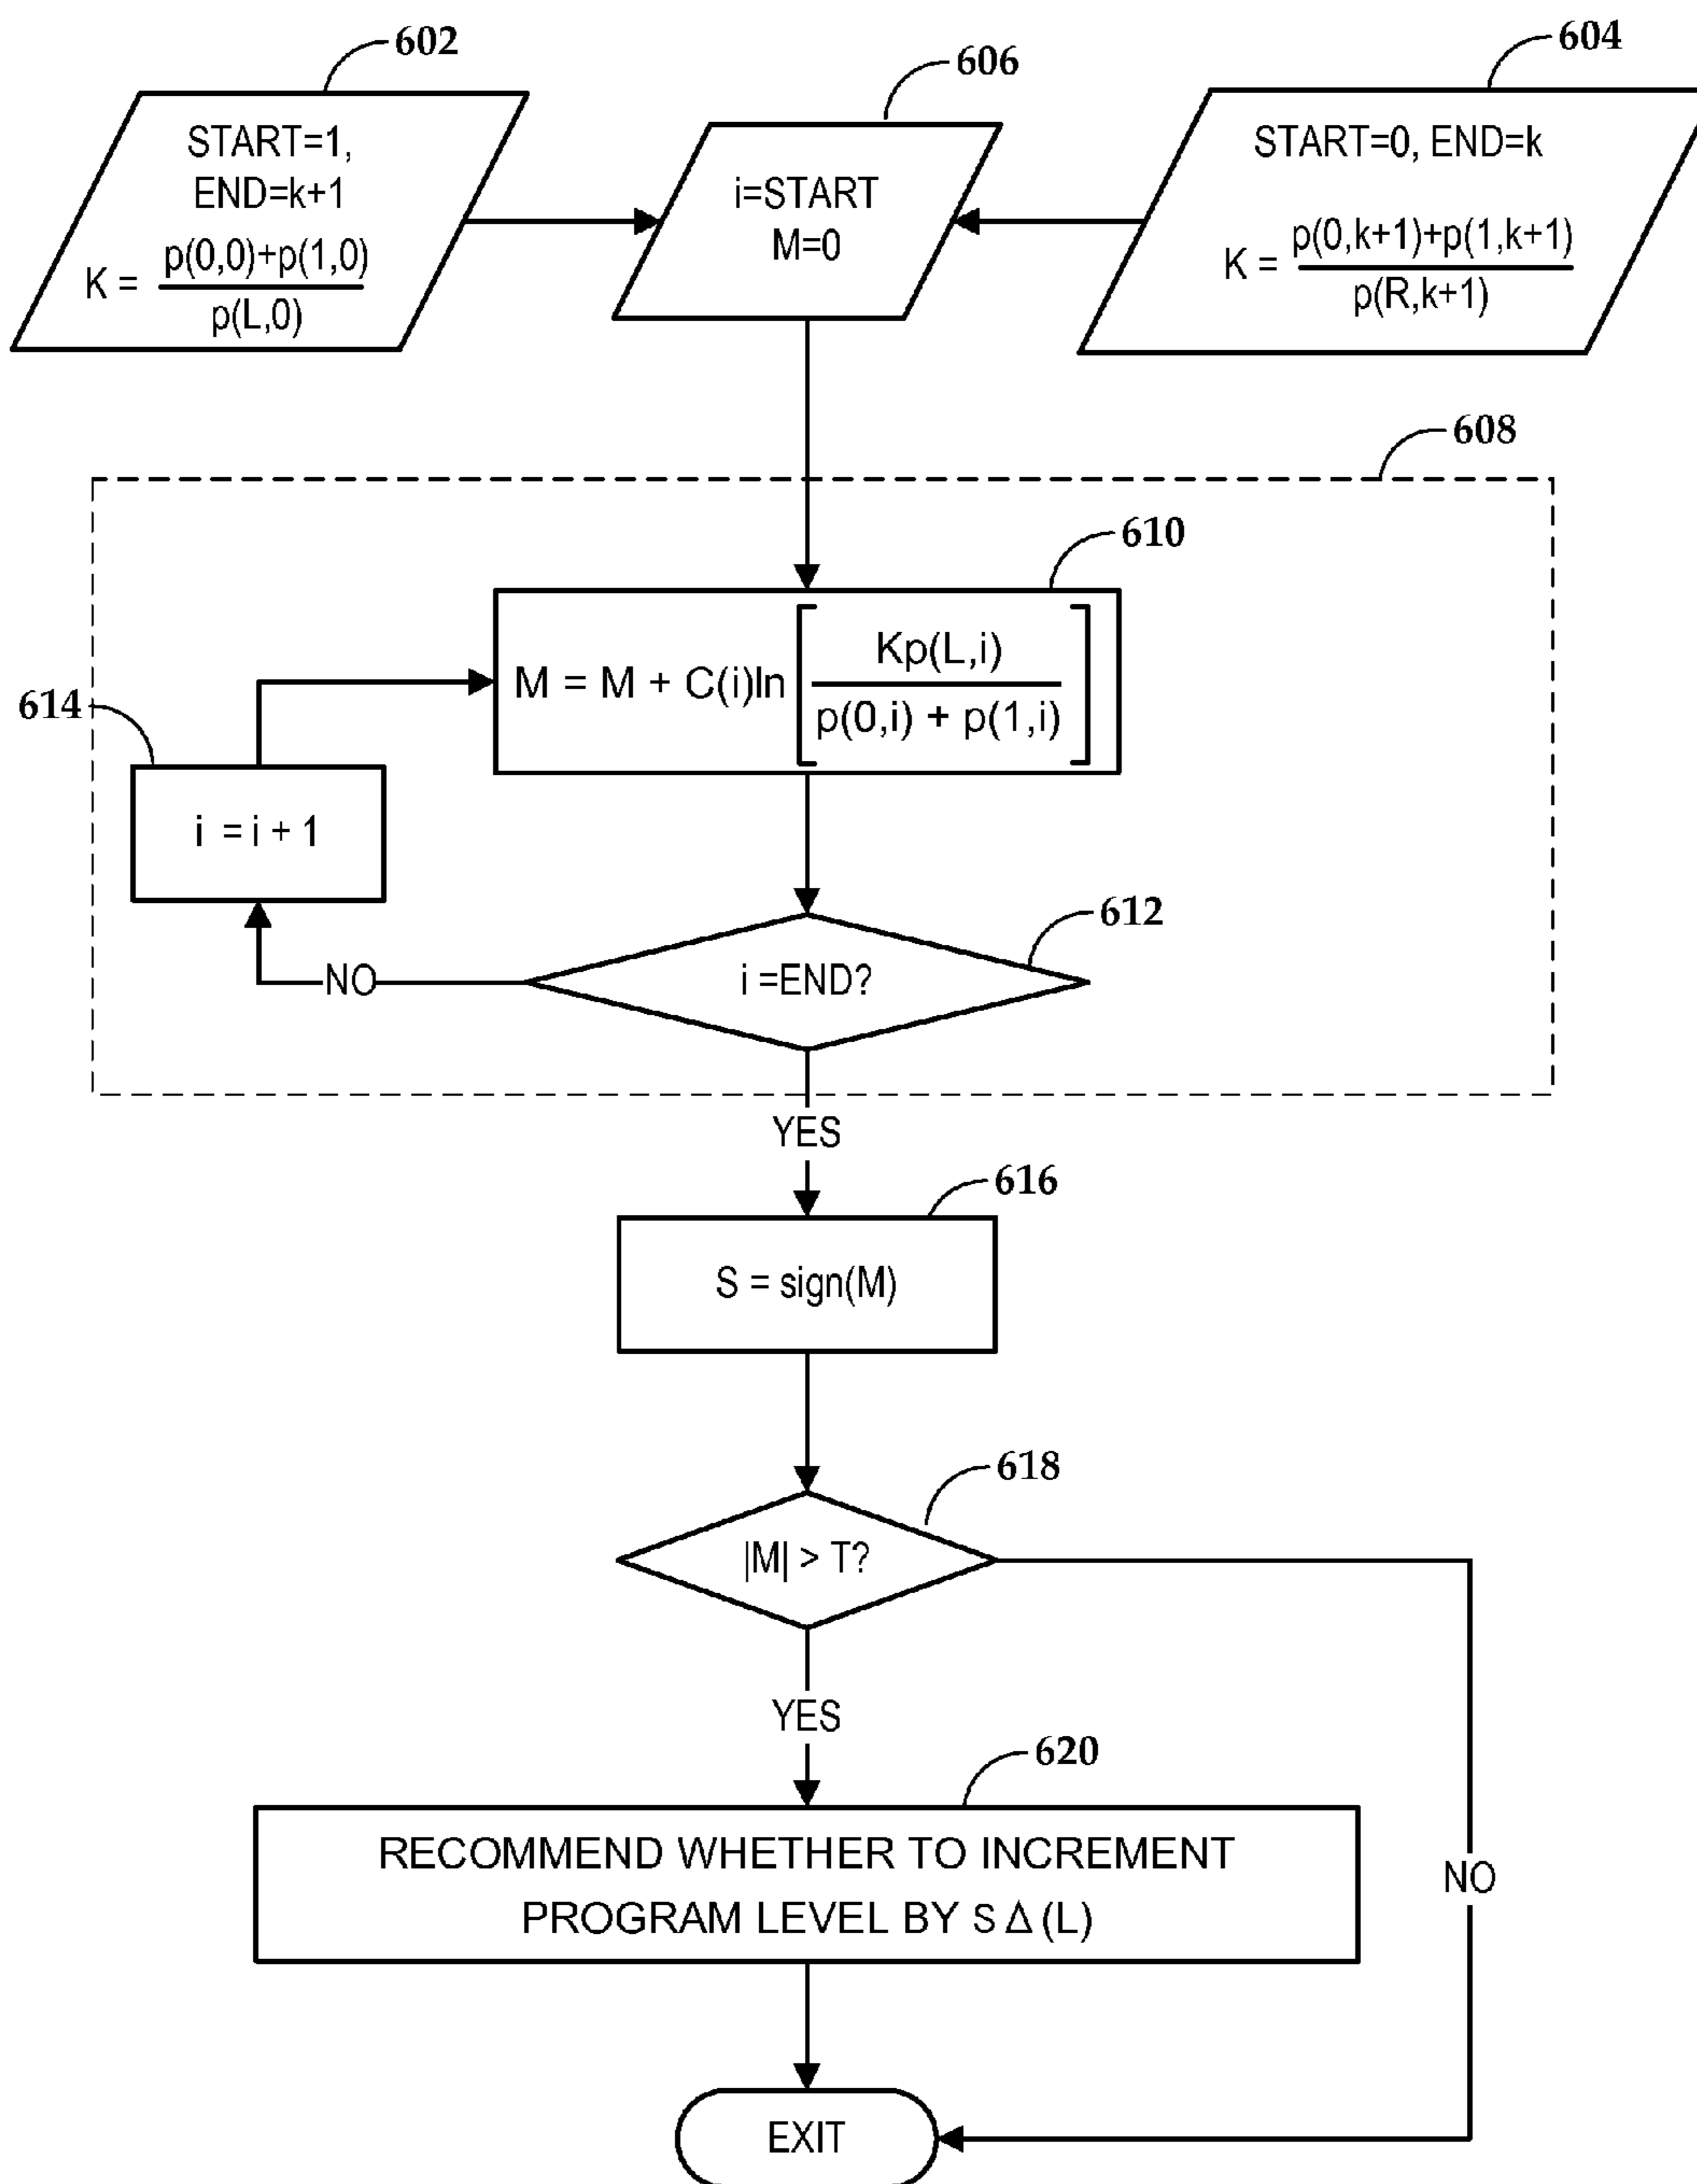 602
START=1,
END=k+1
K = p(0,0)+p(1,0)
p(L,0)
606
i=START
M=0
604
START=0, END=k
K = p(0,k+1)+p(1,k+1)
p(R,k+1)
608
610
M = M + C(i)ln [ Kp(L,i)
p(0,i) + p(1,i) ]
614
i = i + 1
612
i =END?
NO
YES
616
S = sign(M)
618
|M| > T?
YES
NO
620
RECOMMEND WHETHER TO INCREMENT
PROGRAM LEVEL BY S Δ (L)
EXIT